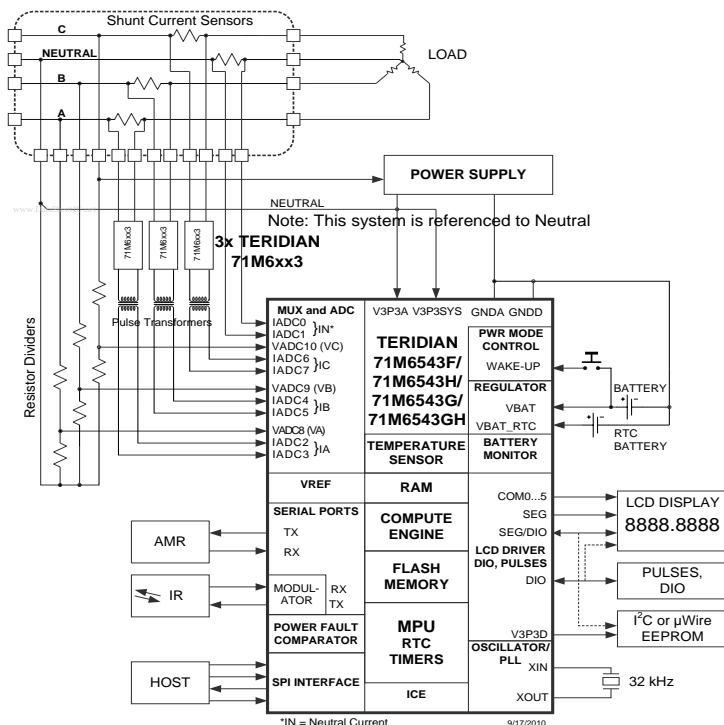 Shunt Current Sensors
C
NEUTRAL
B
A
LOAD
POWER SUPPLY
NEUTRAL
Note: This system is referenced to Neutral
71M6xx3
71M6xx3
71M6xx3
3x TERIDIAN
71M6xx3
Pulse Transformers
Resistor Dividers
MUX and ADC
IADC0
IADC1 }IN*
VADC10 (VC)
IADC6
IADC7 }IC
VADC9 (VB)
IADC4
IADC5 }IB
VADC8 (VA)
IADC2
IADC3 }IA
V3P3A V3P3SYS
GNDA GNDD
TERIDIAN
71M6543F/
71M6543H/
71M6543G/
71M6543GH
PWR MODE
CONTROL
WAKE-UP
REGULATOR
VBAT
VBAT_RTC
BATTERY
RTC
BATTERY
TEMPERATURE
SENSOR
BATTERY
MONITOR
VREF
RAM
SERIAL PORTS
TX
RX
AMR
COMPUTE
ENGINE
COM0...5
SEG
SEG/DIO
LCD DRIVER
DIO, PULSES
DIO
LCD DISPLAY
8888.8888
IR
MODUL-
ATOR
RX
TX
FLASH
MEMORY
PULSES,
DIO
POWER FAULT
COMPARATOR
MPU
RTC
TIMERS
V3P3D
I2C or µWire
EEPROM
OSCILLATOR/
PLL
XIN
XOUT
32 kHz
HOST
SPI INTERFACE
ICE
*IN = Neutral Current
9/17/2010